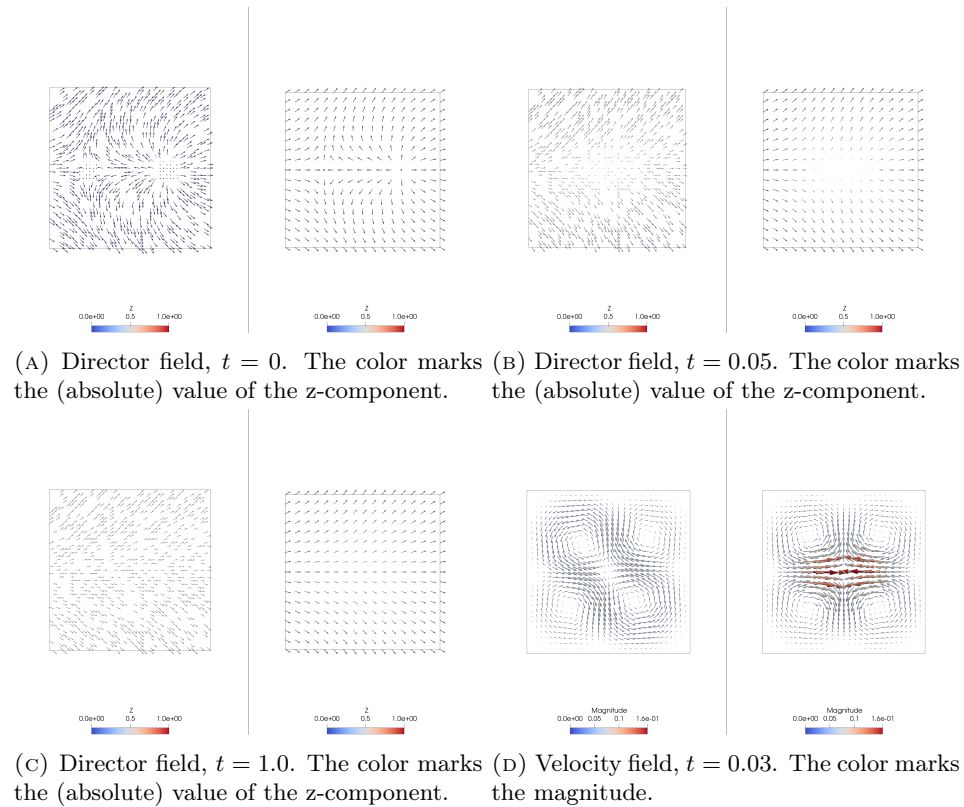 Z
0.0e+00 0.5 1.0e+00
Z
0.0e+00 0.5 1.0e+00
Z
0.0e+00 0.5 1.0e+00
Z
0.0e+00 0.5 1.0e+00
(A) Director field, t = 0. The color marks
the (absolute) value of the z-component.
(B) Director field, t = 0.05. The color marks
the (absolute) value of the z-component.
Z
0.0e+00 0.5 1.0e+00
Z
0.0e+00 0.5 1.0e+00
Magnitude
0.0e+00 0.05 0.1 1.6e-01
Magnitude
0.0e+00 0.05 0.1 1.6e-01
(C) Director field, t = 1.0. The color marks
the (absolute) value of the z-component.
(D) Velocity field, t = 0.03. The color marks
the magnitude.